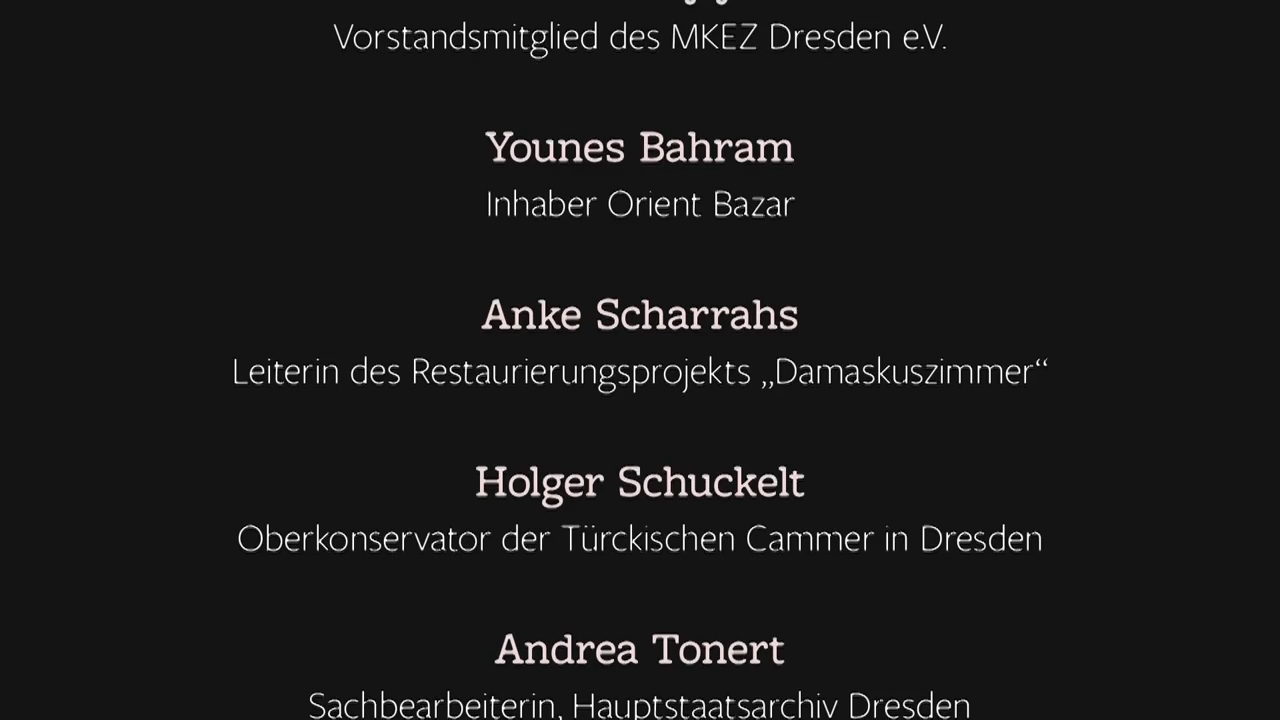 Vorstandsmitglied des MKEZ Dresden e.V.
Younes Bahram
Inhaber Orient Bazar
Anke Scharrahs
Leiterin des Restaurierungsprojekts „Damaskuszimmer“
Holger Schuckelt
Oberkonservator der Türckischen Cammer in Dresden
Andrea Tonert
Sachbearbeiterin, Hauptstaatsarchiv Dresden